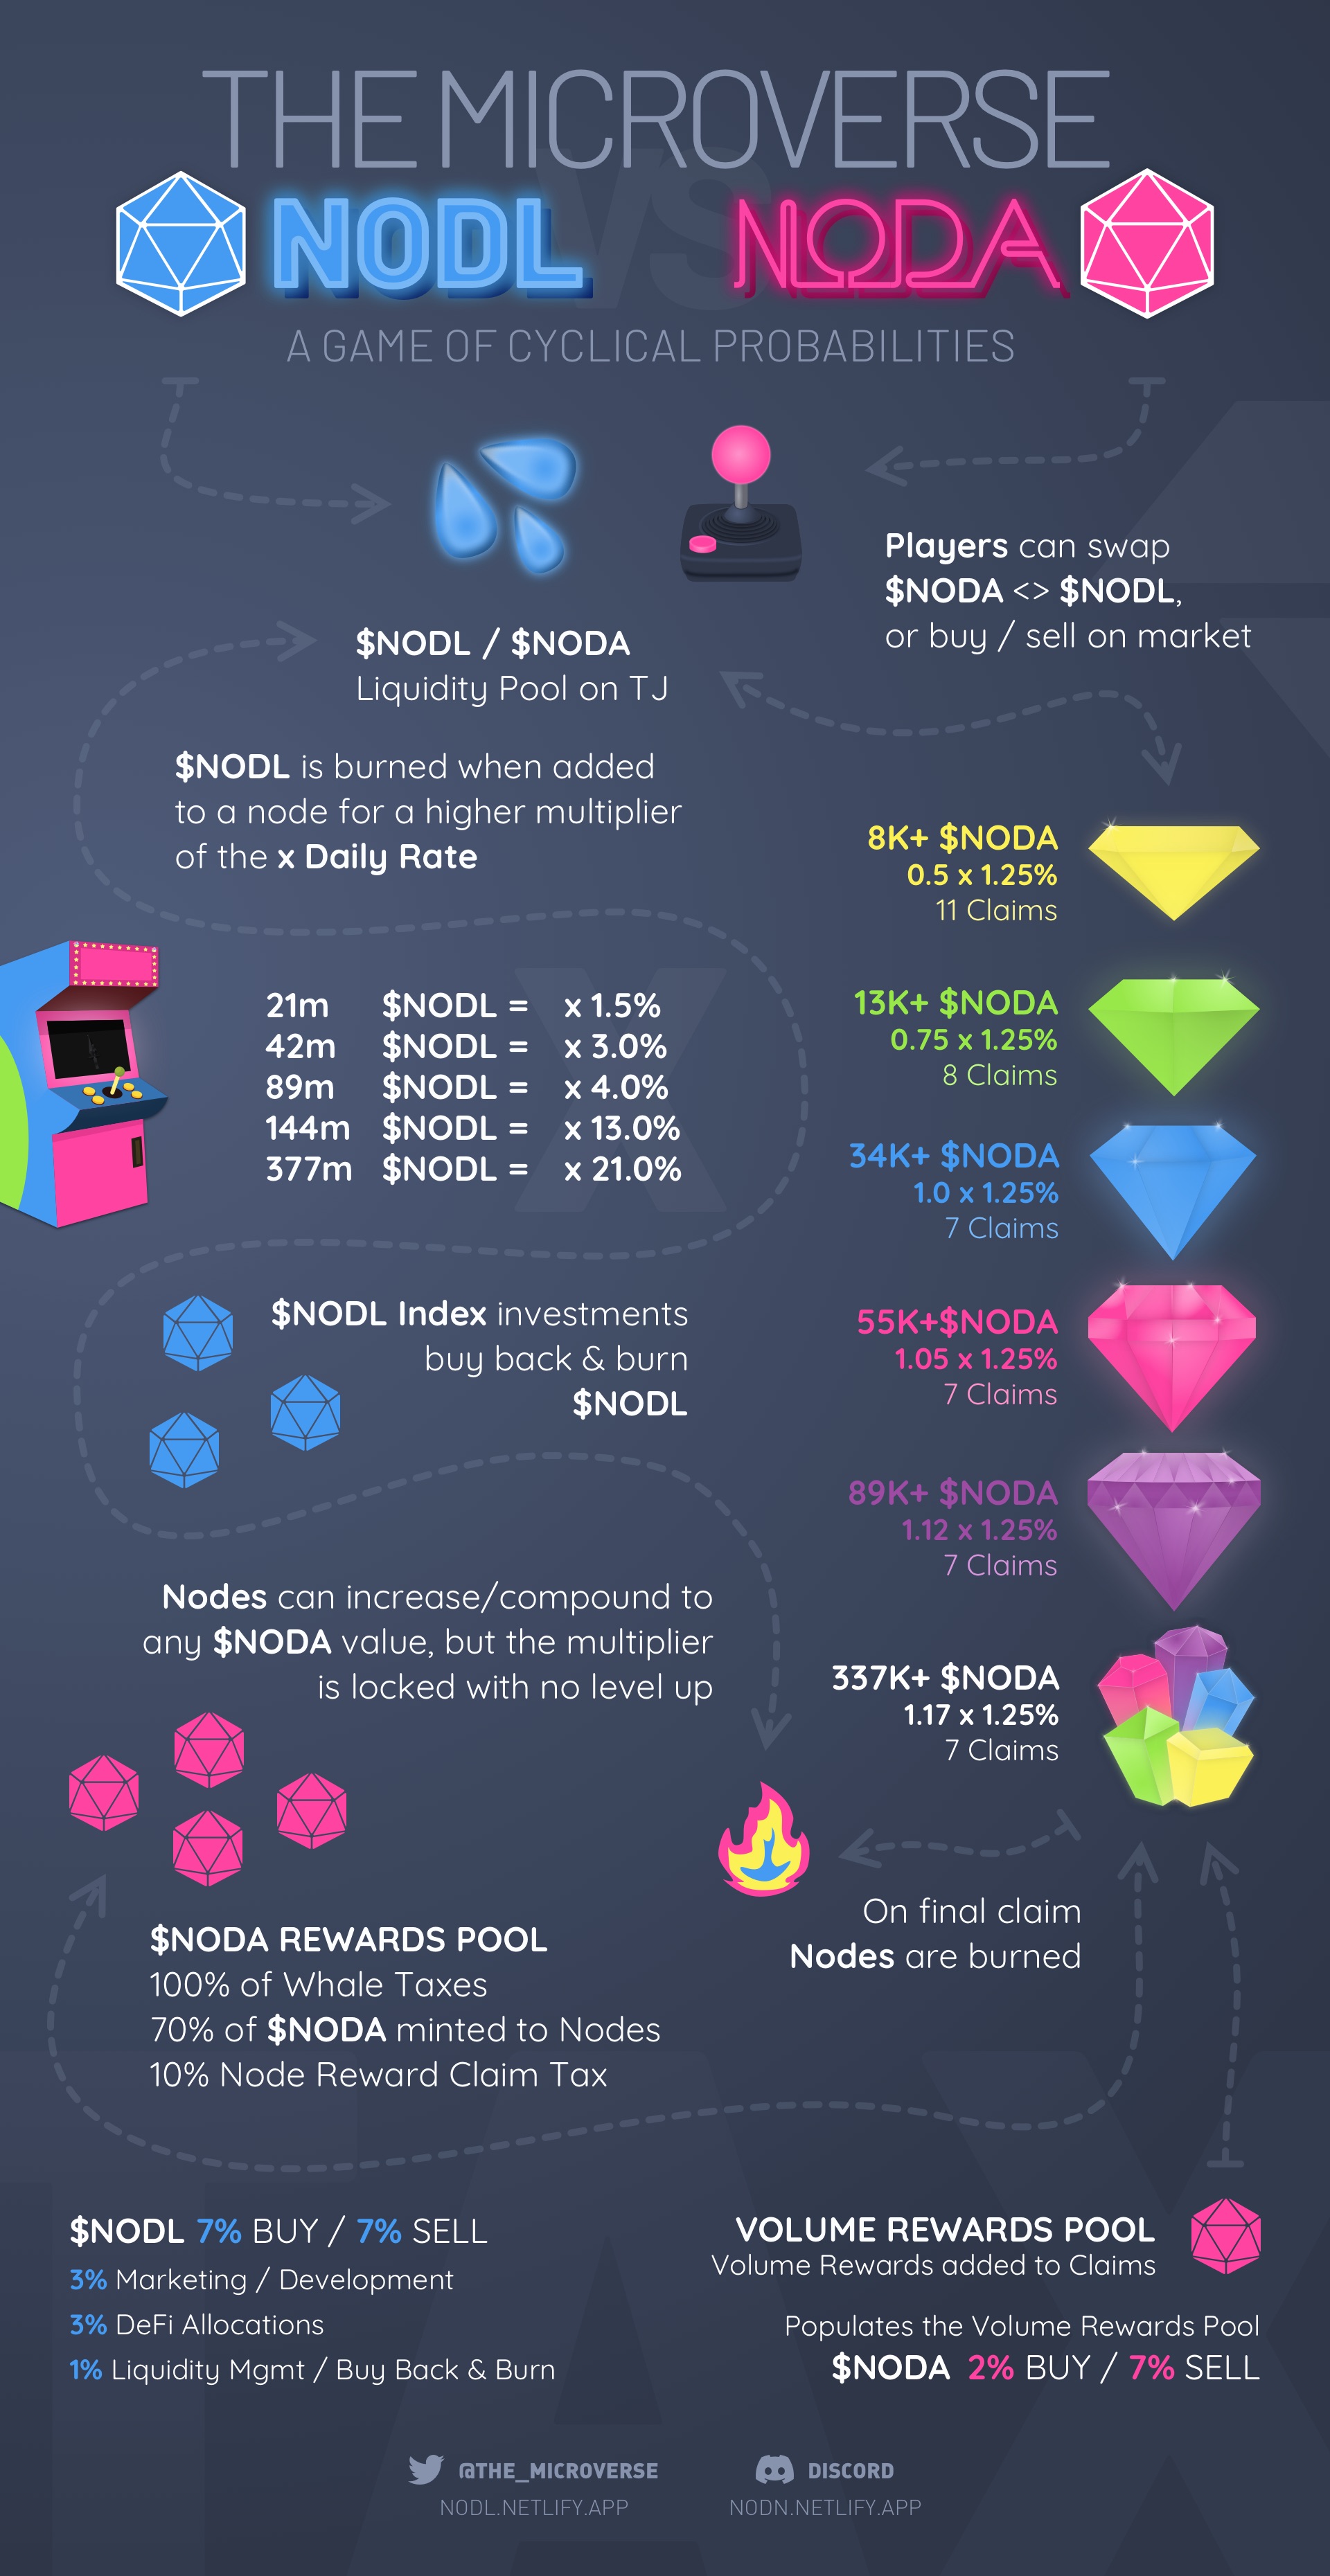 THE MICROVERSE
NODL VS NODA
A GAME OF CYCLICAL PROBABILITIES
Players can swap
$NODA <> $NODL,
or buy / sell on market
$NODL / $NODA
Liquidity Pool on TJ
$NODL is burned when added
to a node for a higher multiplier
of the x Daily Rate
8K+ $NODA
0.5 x 1.25%
11 Claims
13K+ $NODA
0.75 x 1.25%
8 Claims
34K+ $NODA
1.0 x 1.25%
7 Claims
55K+$NODA
1.05 x 1.25%
7 Claims
89K+ $NODA
1.12 x 1.25%
7 Claims
337K+ $NODA
1.17 x 1.25%
7 Claims
X
21m $NODL = x 1.5%
42m $NODL = x 3.0%
89m $NODL = x 4.0%
144m $NODL = x 13.0%
377m $NODL = x 21.0%
$NODL Index investments
buy back & burn
$NODL
Nodes can increase/compound to
any $NODA value, but the multiplier
is locked with no level up
On final claim
Nodes are burned
$NODA REWARDS POOL
100% of Whale Taxes
70% of $NODA minted to Nodes
10% Node Reward Claim Tax
TAX
$NODL 7% BUY / 7% SELL
3% Marketing / Development
3% DeFi Allocations
1% Liquidity Mgmt / Buy Back & Burn
VOLUME REWARDS POOL
Volume Rewards added to Claims
Populates the Volume Rewards Pool
$NODA 2% BUY / 7% SELL
@THE_MICROVERSE
NODL.NETLIFY.APP
DISCORD
NODN.NETLIFY.APP